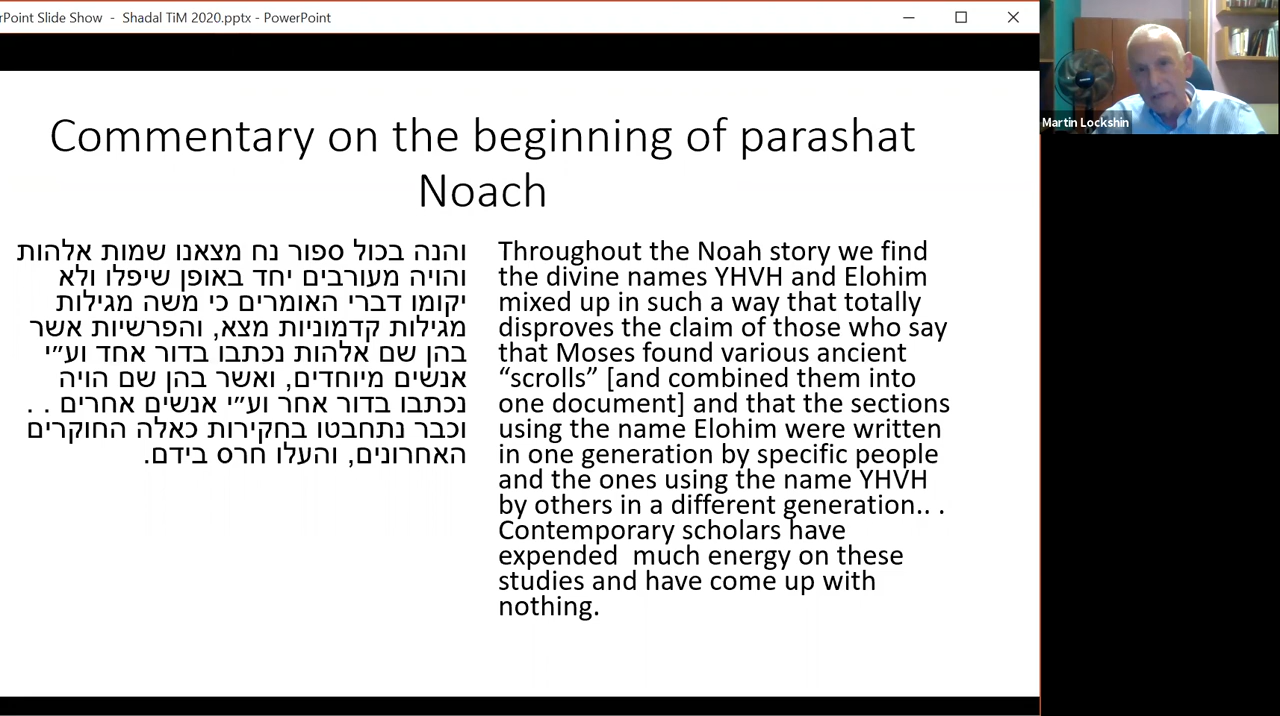 rPoint Slide Show - Shadal TiM 2020.pptx - PowerPoint
Martin Lockshin
Commentary on the beginning of parashat
Noach
והנה בכול ספור נח מצאנו שמות אלהות
והויה מעורבים יחד באופן שיפלו ולא
יקומו דברי האומרים כי משה מגילות
מגילות קדמוניות מצא, והפרשיות אשר
בהן שם אלהות נכתבו בדור אחד וע״י
אנשים מיוחדים, ואשר בהן שם הויה
נכתבו בדור אחר וע״י אנשים אחרים . .
וכבר נתחבטו בחקירות כאלה החוקרים
האחרונים, והעלו חרס בידם.
Throughout the Noah story we find
the divine names YHVH and Elohim
mixed up in such a way that totally
disproves the claim of those who say
that Moses found various ancient
“scrolls” [and combined them into
one document] and that the sections
using the name Elohim were written
in one generation by specific people
and the ones using the name YHVH
by others in a different generation.. .
Contemporary scholars have
expended  much energy on these
studies and have come up with
nothing.